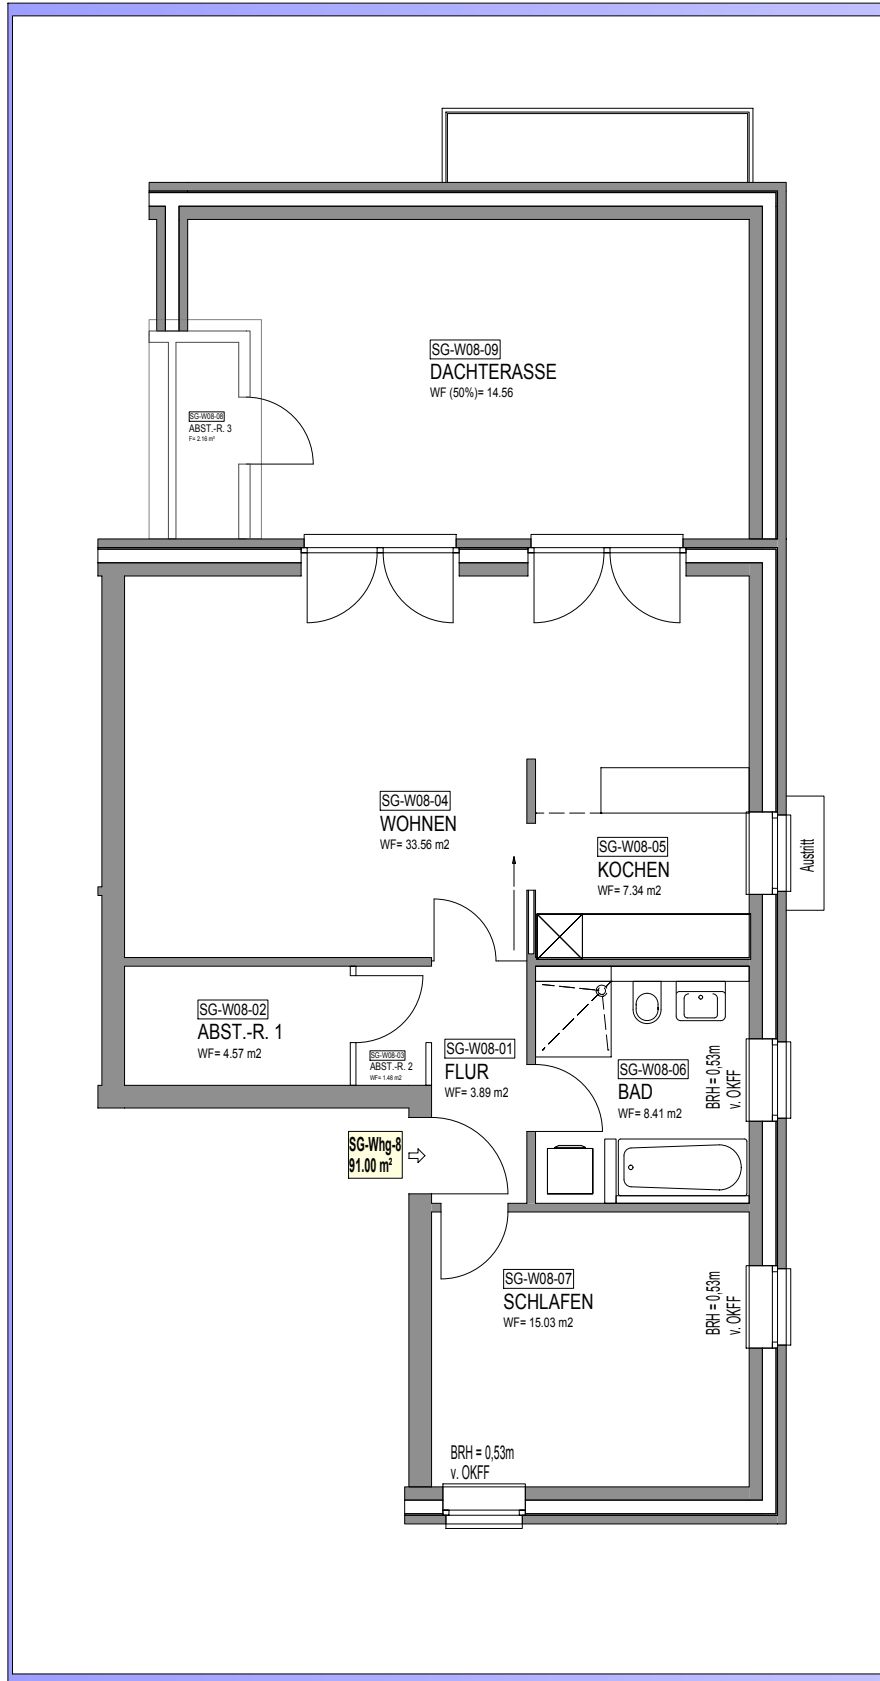 SG-W08-09
DACHTERASSE
WF (50%)= 14.56
SG-W08-08
ABST.-R. 3
F= 2.16 m²
SG-W08-04
WOHNEN
WF= 33.56 m2
SG-W08-05
KOCHEN
WF= 7.34 m2
Austritt
SG-W08-02
ABST.-R. 1
WF= 4.57 m2
SG-W08-03
ABST.-R. 2
WF= 1.48 m2
SG-W08-01
FLUR
WF= 3.89 m2
SG-W08-06
BAD
WF= 8.41 m2
BRH = 0,53m
v. OKFF
SG-Whg-8
91.00 m²
SG-W08-07
SCHLAFEN
WF= 15.03 m2
BRH = 0,53m
v. OKFF
BRH = 0,53m
v. OKFF